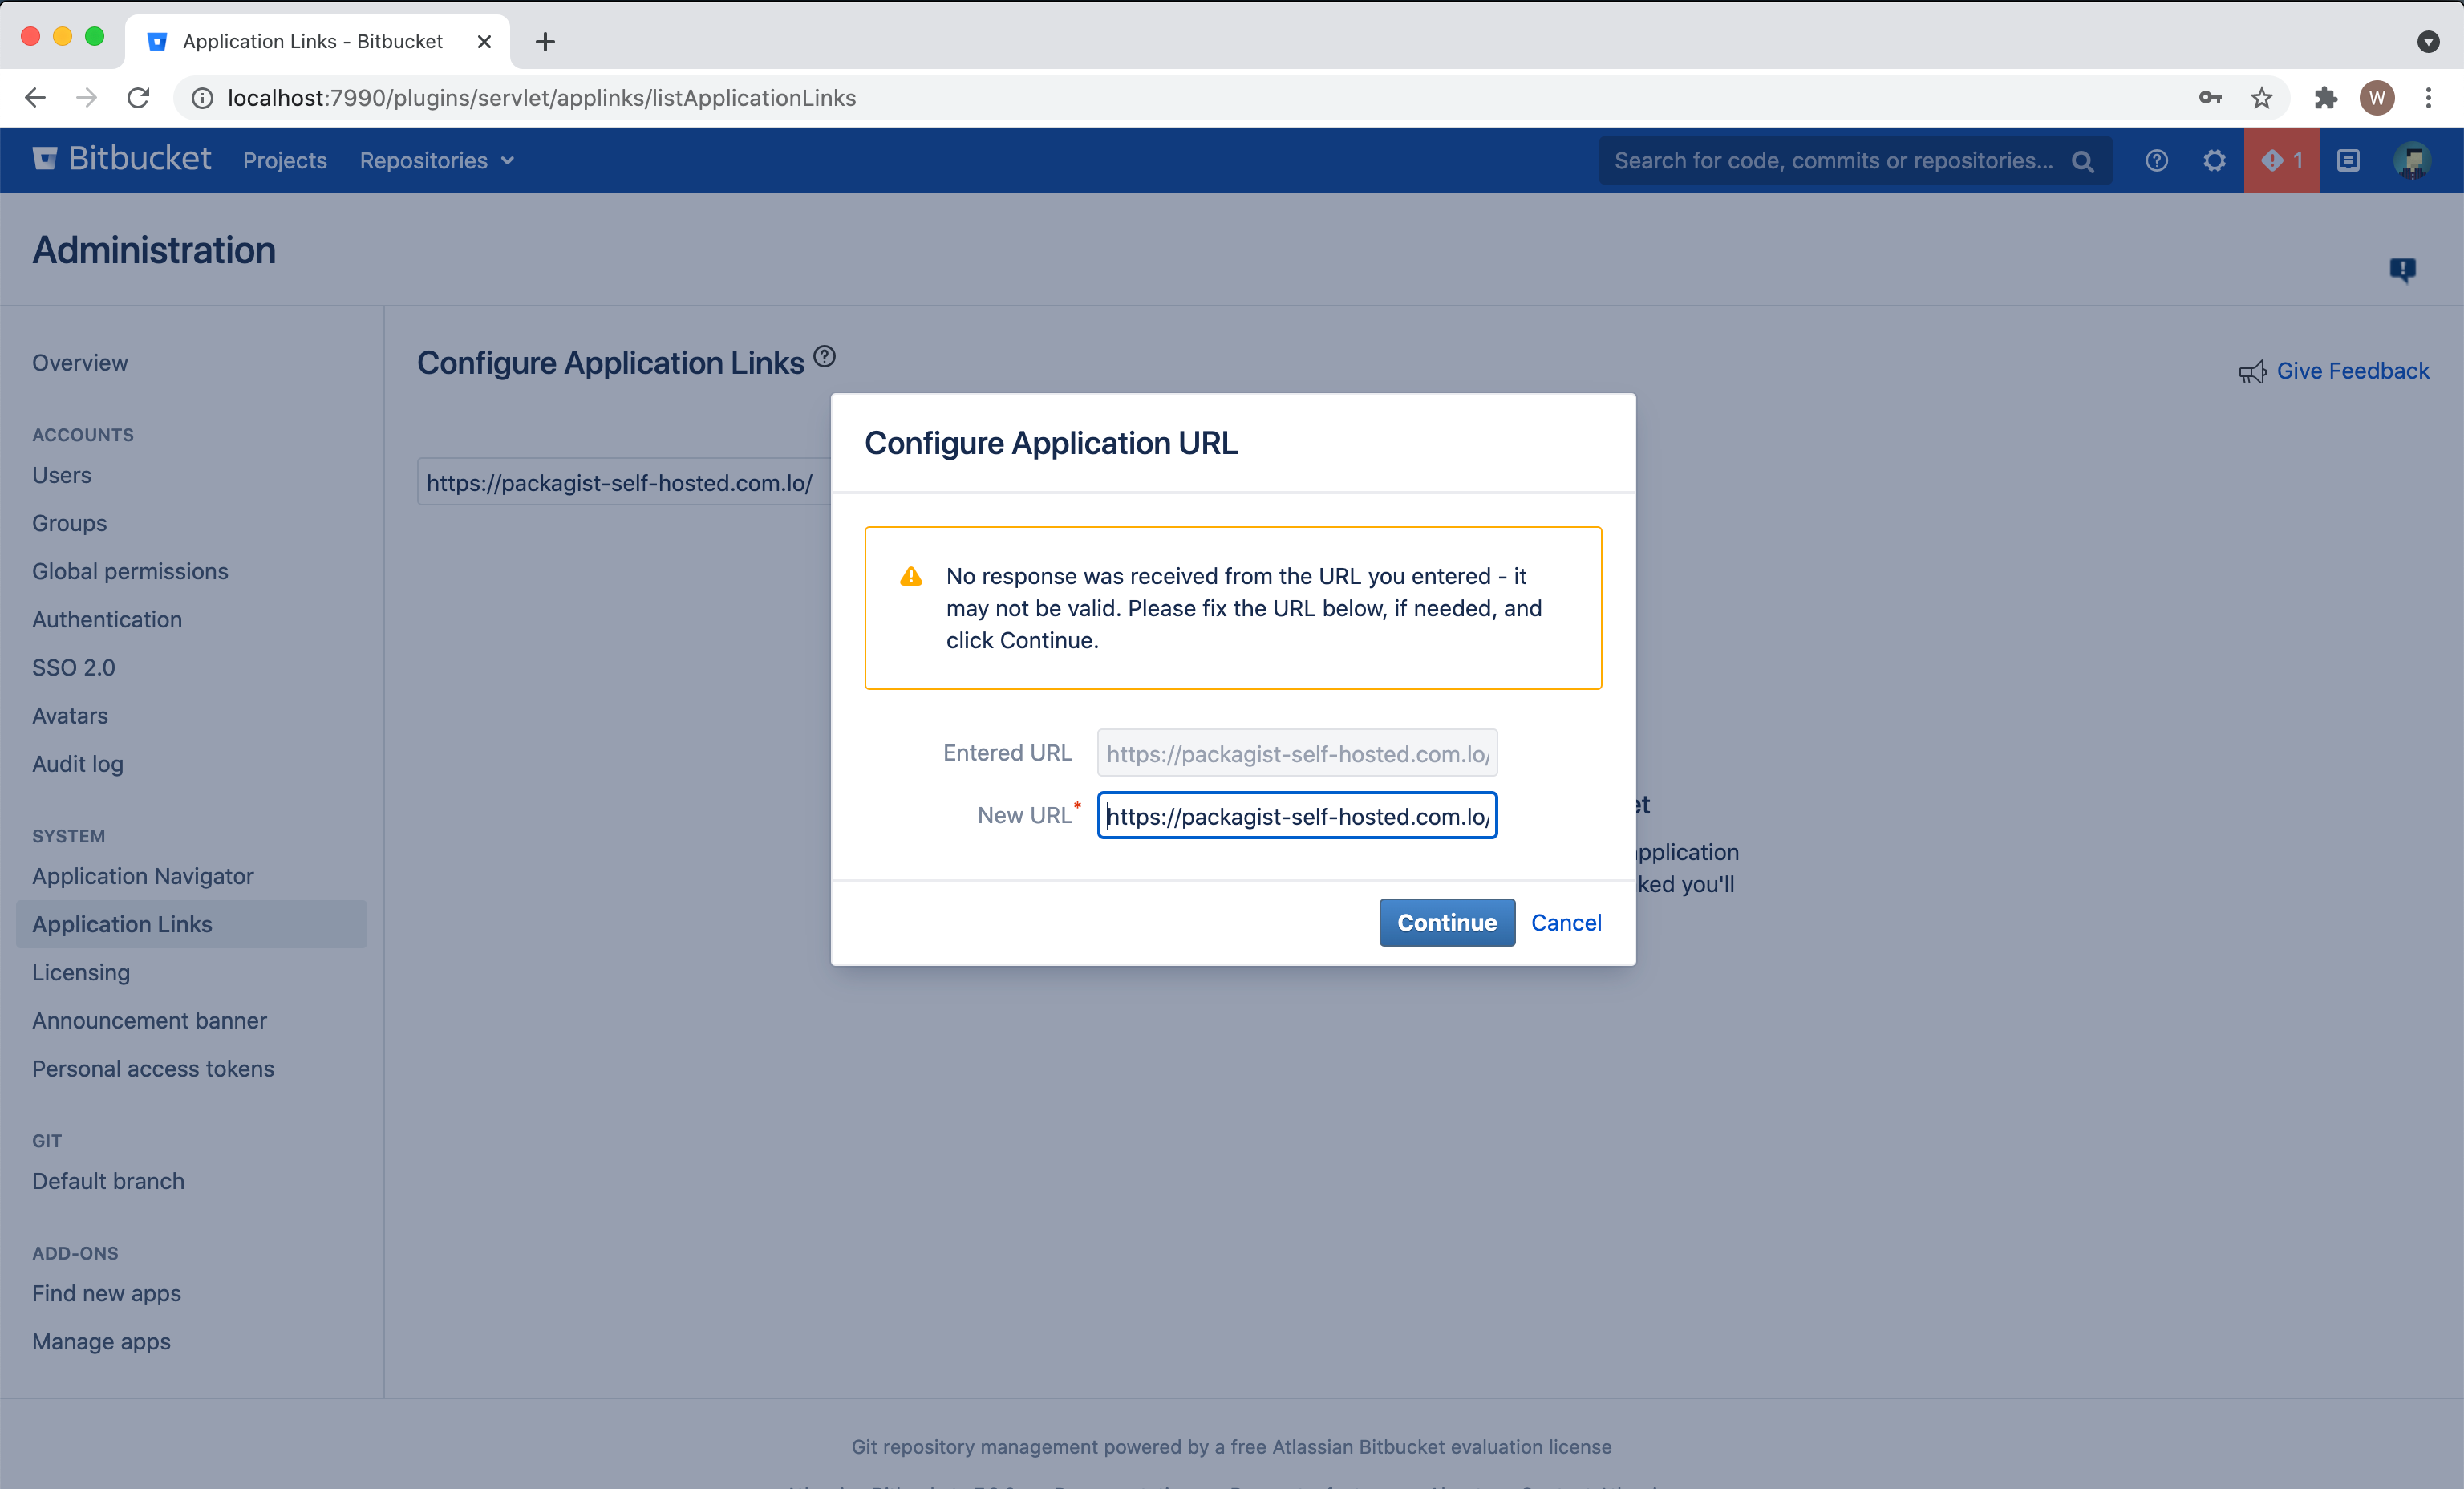 Application Links - Bitbucket
localhost:7990/plugins/servlet/applinks/listApplicationLinks
W
Bitbucket
Projects
Repositories
Search for code, commits or repositories...
1
Administration
Overview
ACCOUNTS
Users
Groups
Global permissions
Authentication
SSO 2.0
Avatars
Audit log
SYSTEM
Application Navigator
Application Links
Licensing
Announcement banner
Personal access tokens
GIT
Default branch
ADD-ONS
Find new apps
Manage apps
Configure Application Links
Give Feedback
https://packagist-self-hosted.com.lo/
Configure Application URL
No response was received from the URL you entered - it
may not be valid. Please fix the URL below, if needed, and
click Continue.
Entered URL
https://packagist-self-hosted.com.lo/
New URL*
https://packagist-self-hosted.com.lo/
Continue
Cancel
you'll
Git repository management powered by a free Atlassian Bitbucket evaluation license